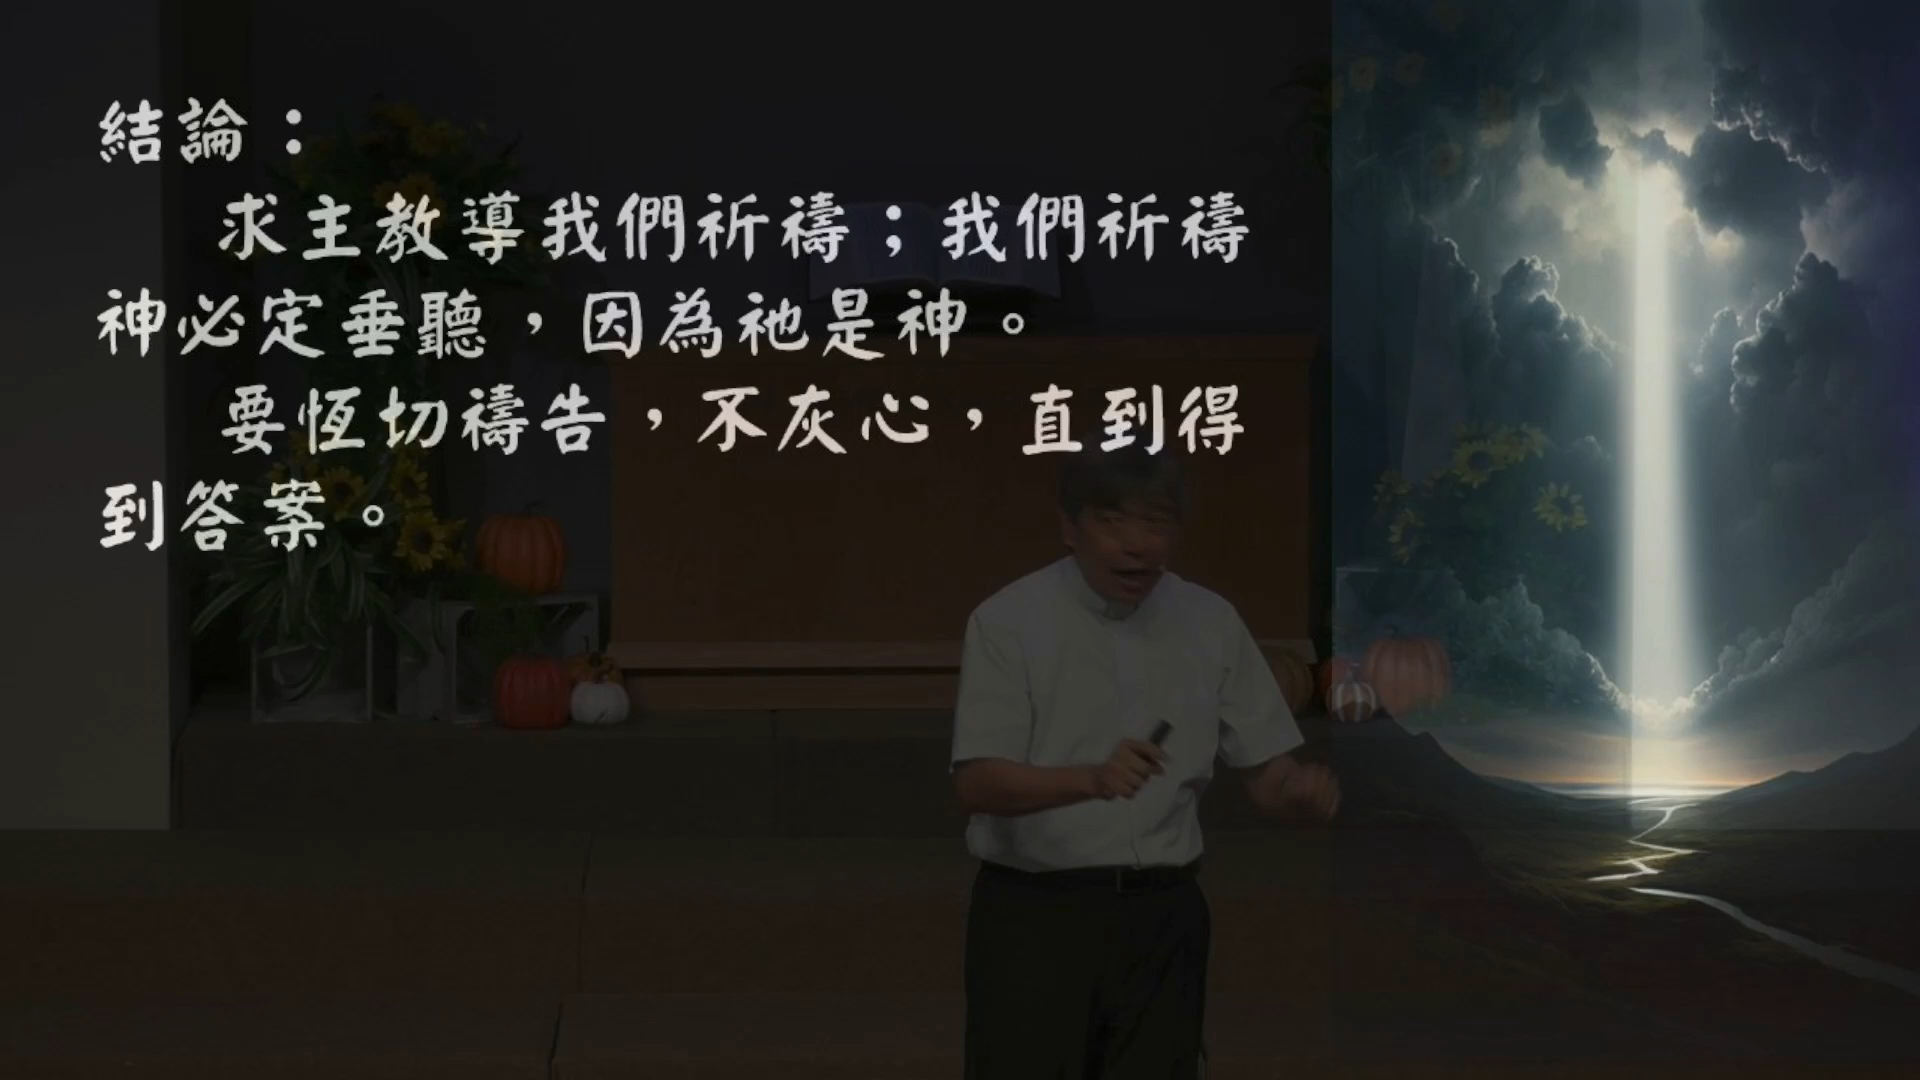 結論：
求主教導我們祈禱；我們祈禱
神必定垂聽，因為祂是神。
要恆切禱告，不灰心，直到得
到答案。